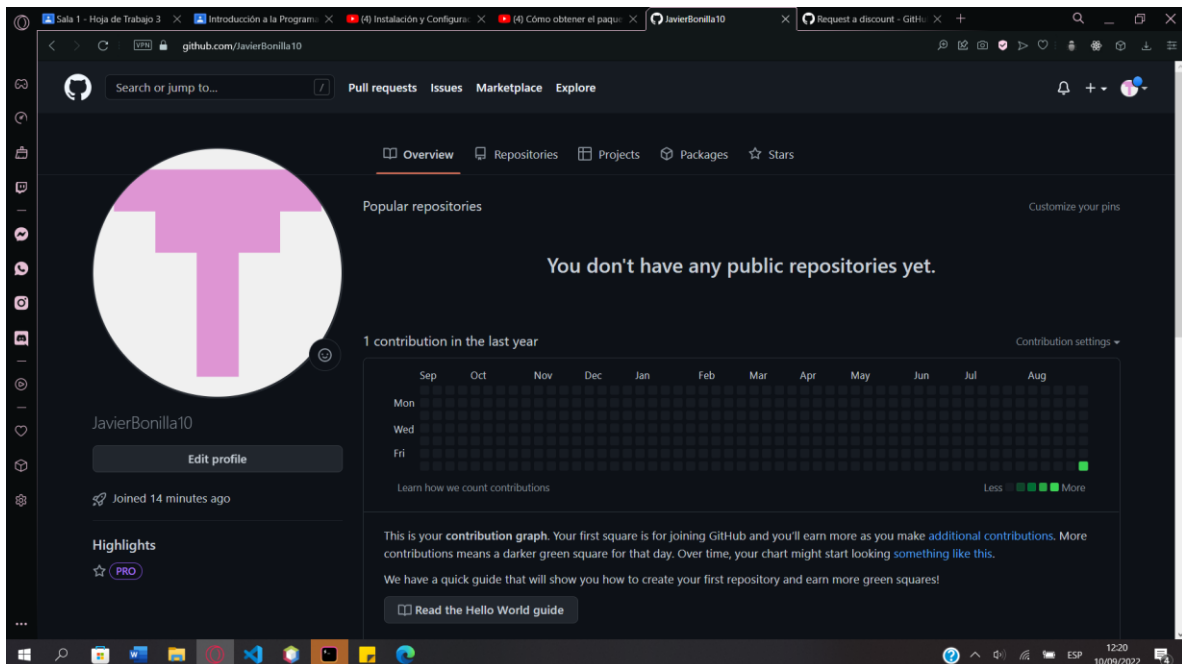 Sala 1 - Hoja de Trabajo 3
Introducción a la Programa
(4) Instalación y Configurac
(4) Cómo obtener el paque
JavierBonilla10
Request a discount - GitHu
VPN
github.com/JavierBonilla10
Search or jump to...
/
Pull requests
Issues
Marketplace
Explore
Overview
Repositories
Projects
Packages
Stars
Popular repositories
Customize your pins
You don't have any public repositories yet.
1 contribution in the last year
Contribution settings
Sep Oct Nov Dec Jan Feb Mar Apr May Jun Jul Aug
Mon
Wed
Fri
Learn how we count contributions
Less More
JavierBonilla10
Edit profile
Joined 14 minutes ago
Highlights
PRO
This is your contribution graph. Your first square is for joining GitHub and you'll earn more as you make additional contributions. More
contributions means a darker green square for that day. Over time, your chart might start looking something like this.
We have a quick guide that will show you how to create your first repository and earn more green squares!
Read the Hello World guide
ESP
12:20
10/09/2022
4